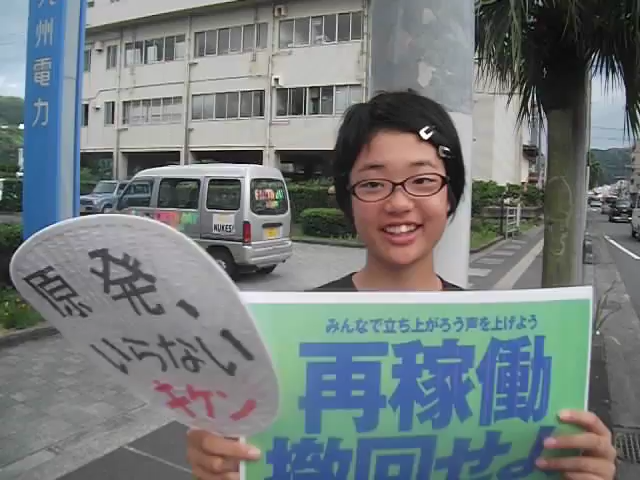 九州電力
NUKES!
原発、
いらない
キケン
みんなで立ち上がろう声を上げよう
再稼働
撤回せよ